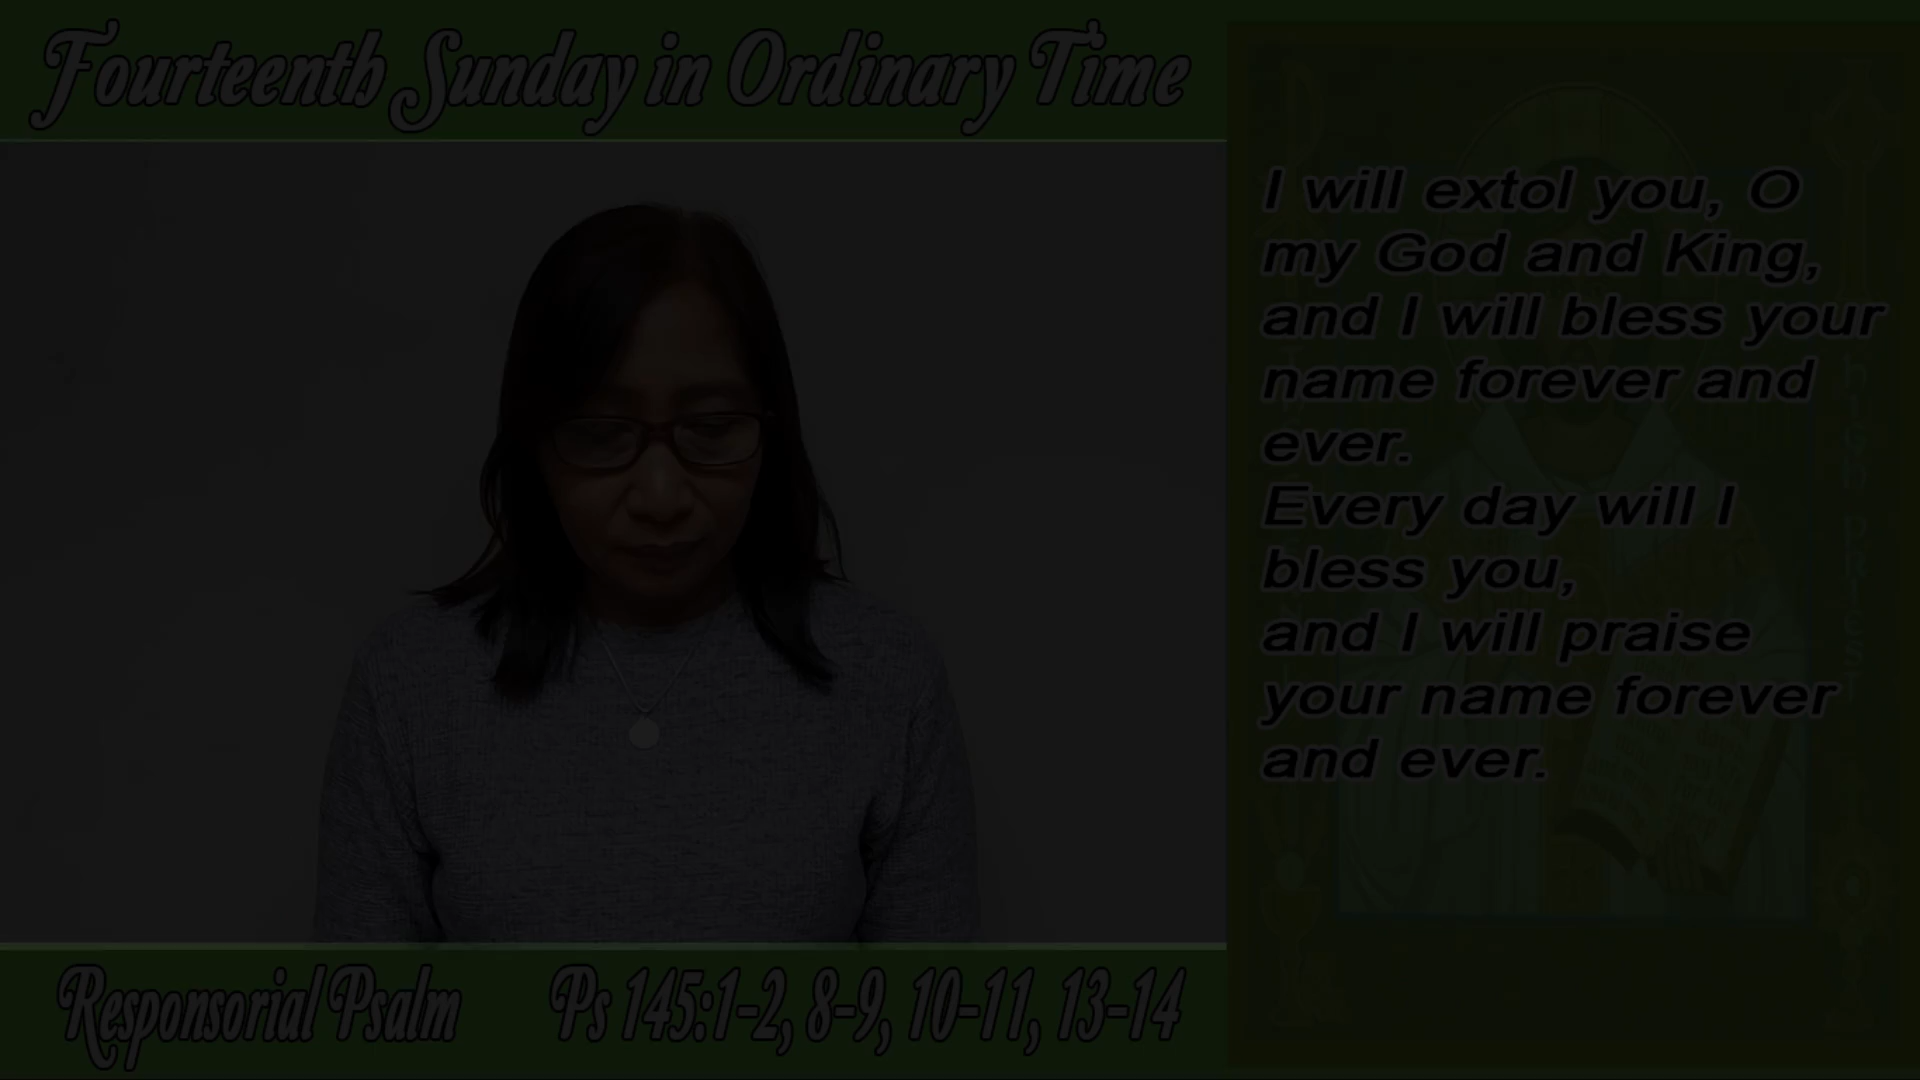 Fourteenth Sunday in Ordinary Time
I will extol you, O
my God and King,
and I will bless your
name forever and
ever.
Every day will I
bless you,
and I will praise
your name forever
and ever.
Responsorial Psalm Ps 145:1-2, 8-9, 10-11, 13-14